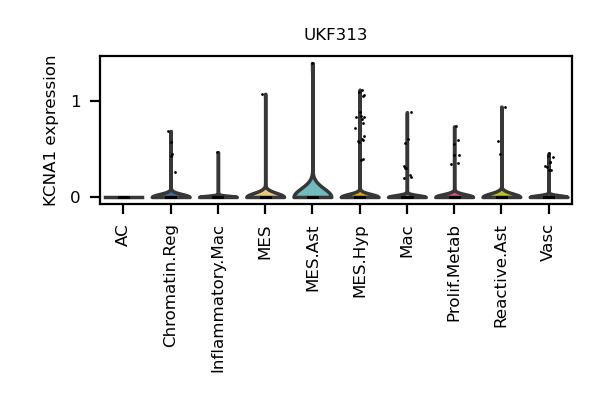 UKF313
KCNA1 expression
1
0
AC
Chromatin.Reg
Inflammatory.Mac
MES
MES.Ast
MES.Hyp
Mac
Prolif.Metab
Reactive.Ast
Vasc